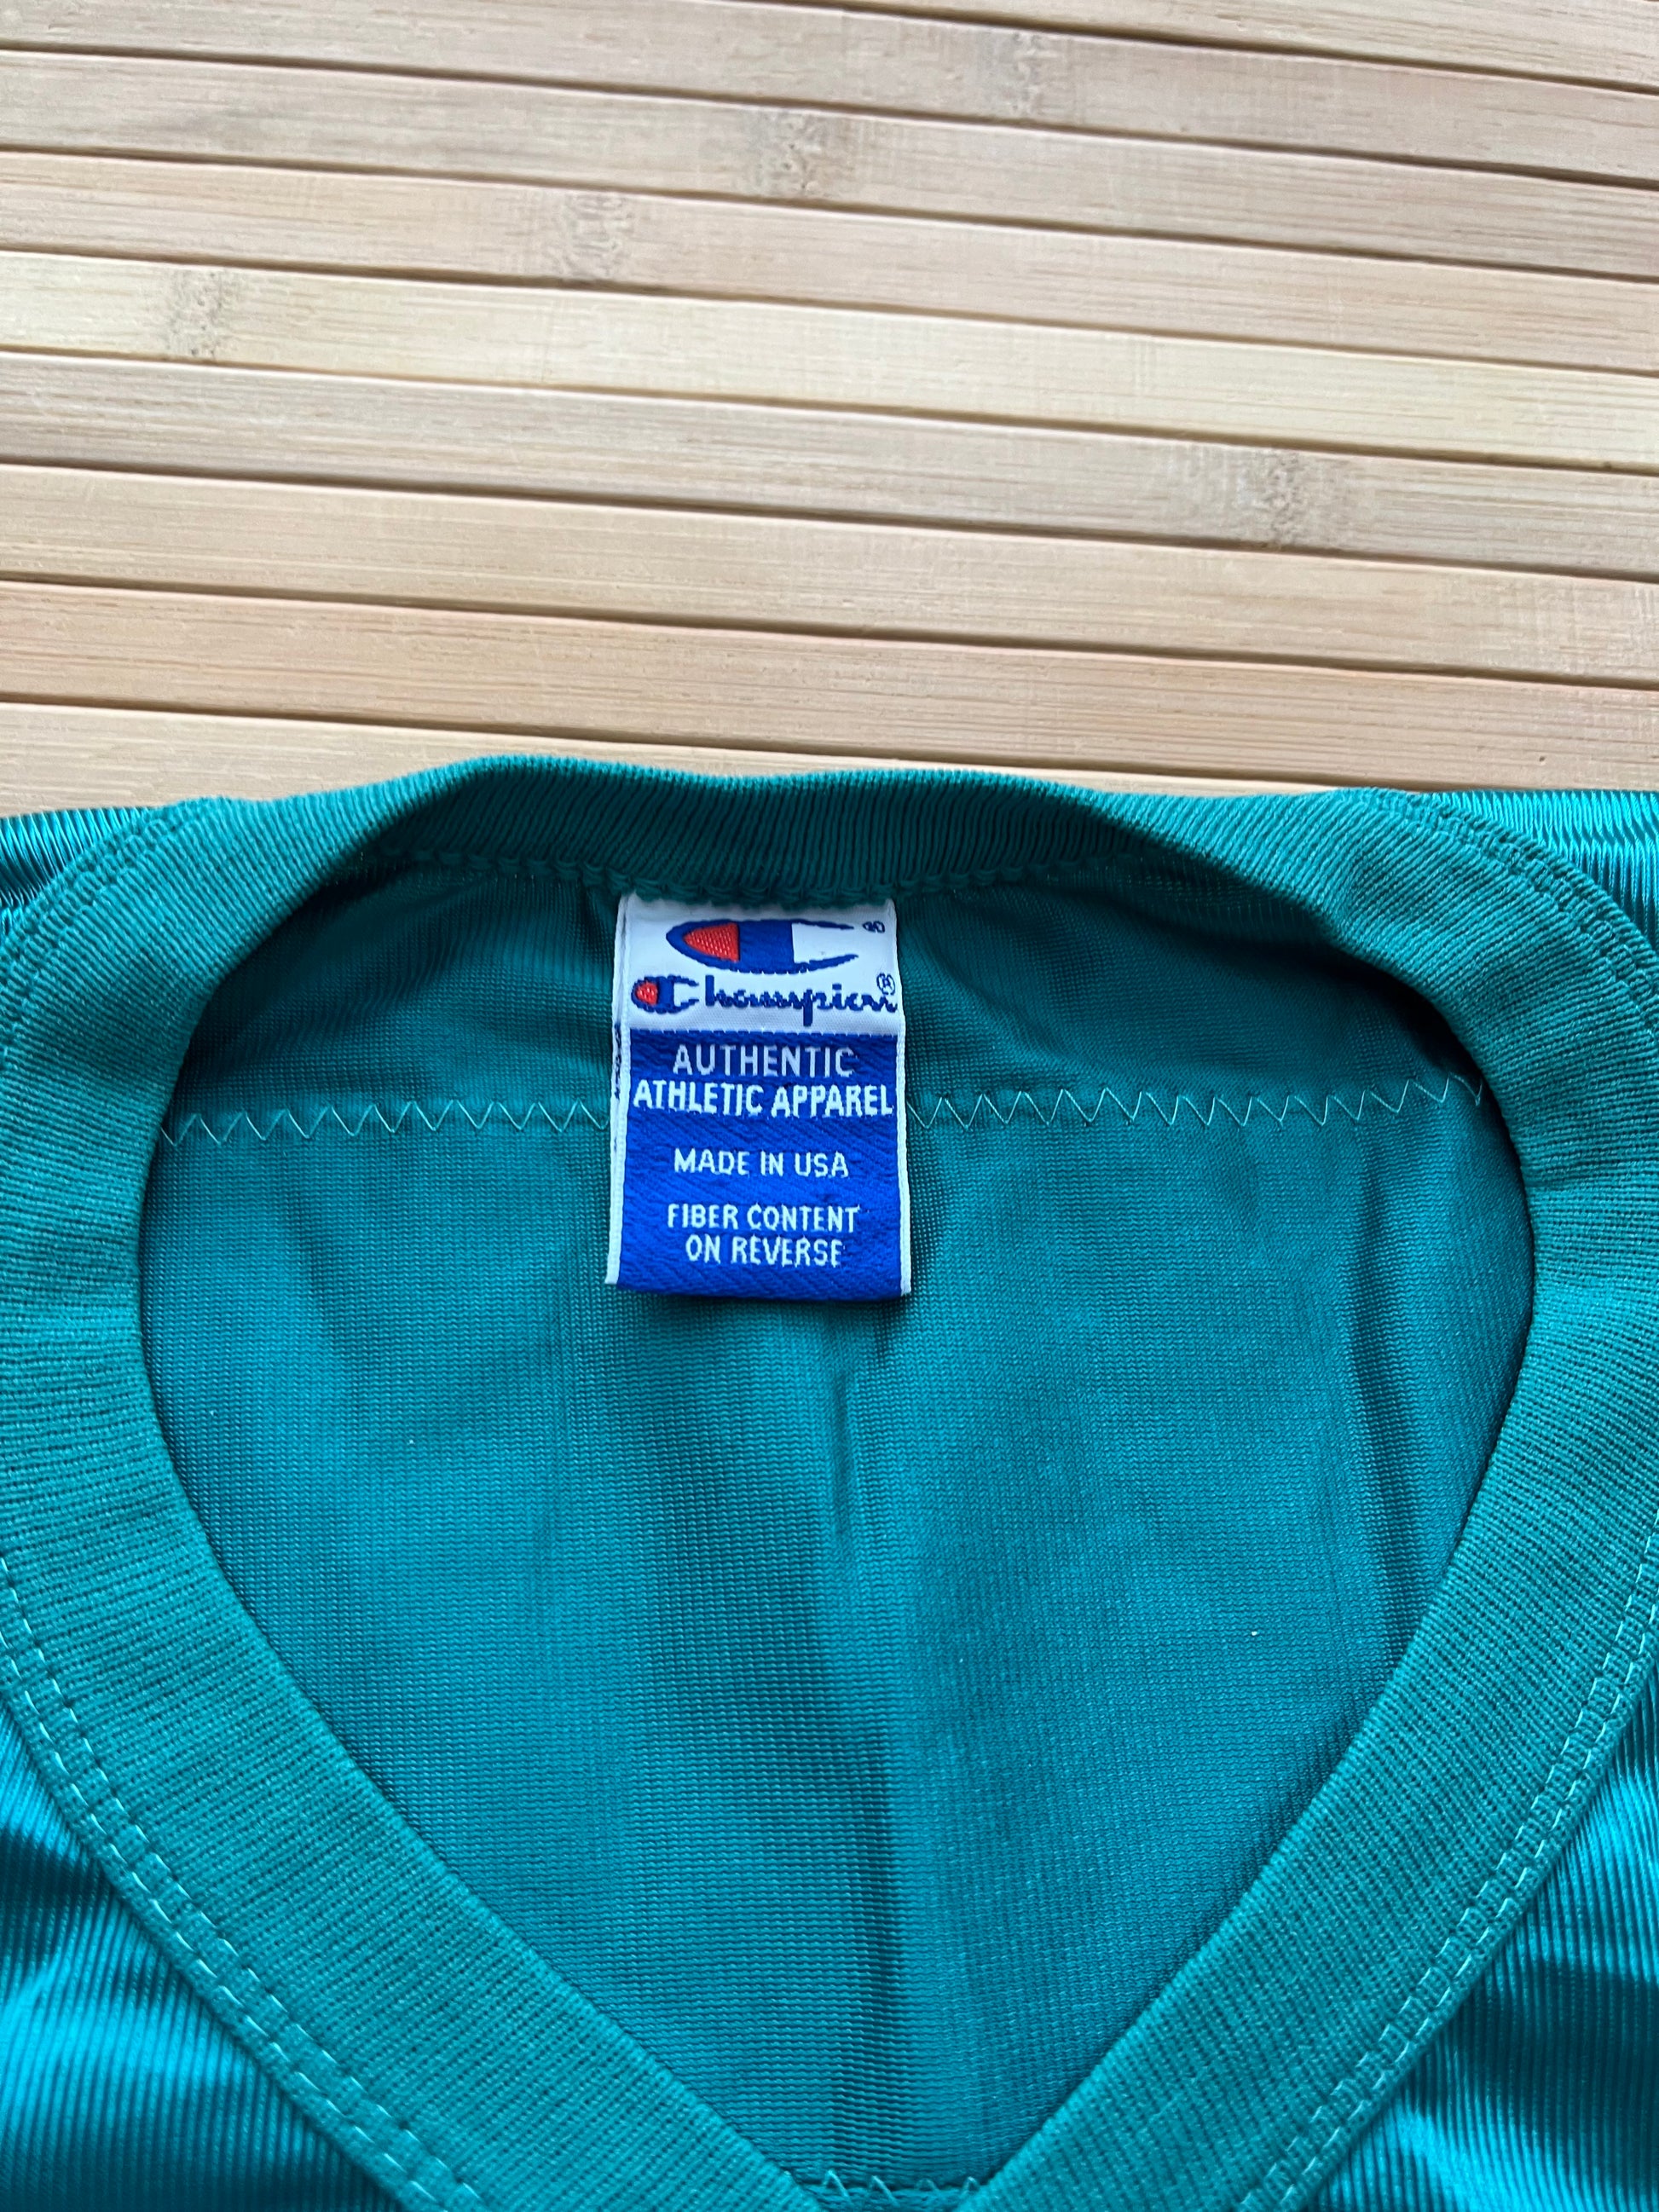 ®
Champion®
AUTHENTIC
ATHLETIC APPAREL
MADE IN USA
FIBER CONTENT
ON REVERSE